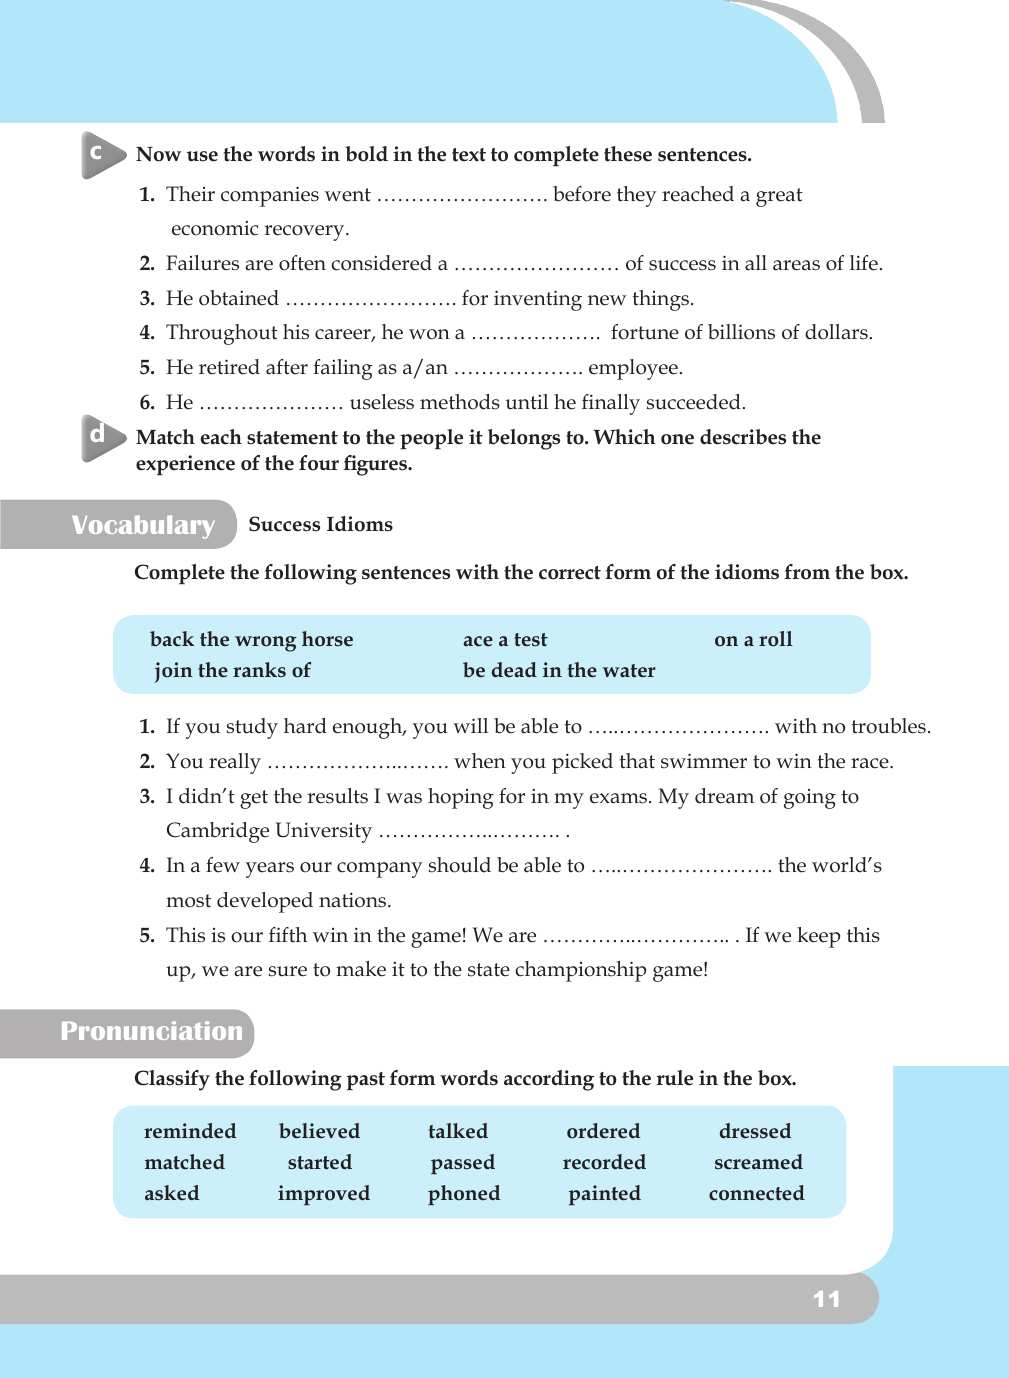 c
Now use the words in bold in the text to complete these sentences.
1. Their companies went ……………………. before they reached a great
economic recovery.
2. Failures are often considered a …………………… of success in all areas of life.
3. He obtained ……………………. for inventing new things.
4. Throughout his career, he won a ………………. fortune of billions of dollars.
5. He retired after failing as a/an ………………. employee.
6. He ………………… useless methods until he finally succeeded.
d
Match each statement to the people it belongs to. Which one describes the
experience of the four figures.
Vocabulary Success Idioms
Complete the following sentences with the correct form of the idioms from the box.
back the wrong horse ace a test on a roll
join the ranks of be dead in the water
1. If you study hard enough, you will be able to …..…………………. with no troubles.
2. You really ………………..……. when you picked that swimmer to win the race.
3. I didn’t get the results I was hoping for in my exams. My dream of going to
Cambridge University ……………..………. .
4. In a few years our company should be able to …..…………………. the world’s
most developed nations.
5. This is our fifth win in the game! We are …………..………….. . If we keep this
up, we are sure to make it to the state championship game!
Pronunciation
Classify the following past form words according to the rule in the box.
reminded believed talked ordered dressed
matched started passed recorded screamed
asked improved phoned painted connected
11